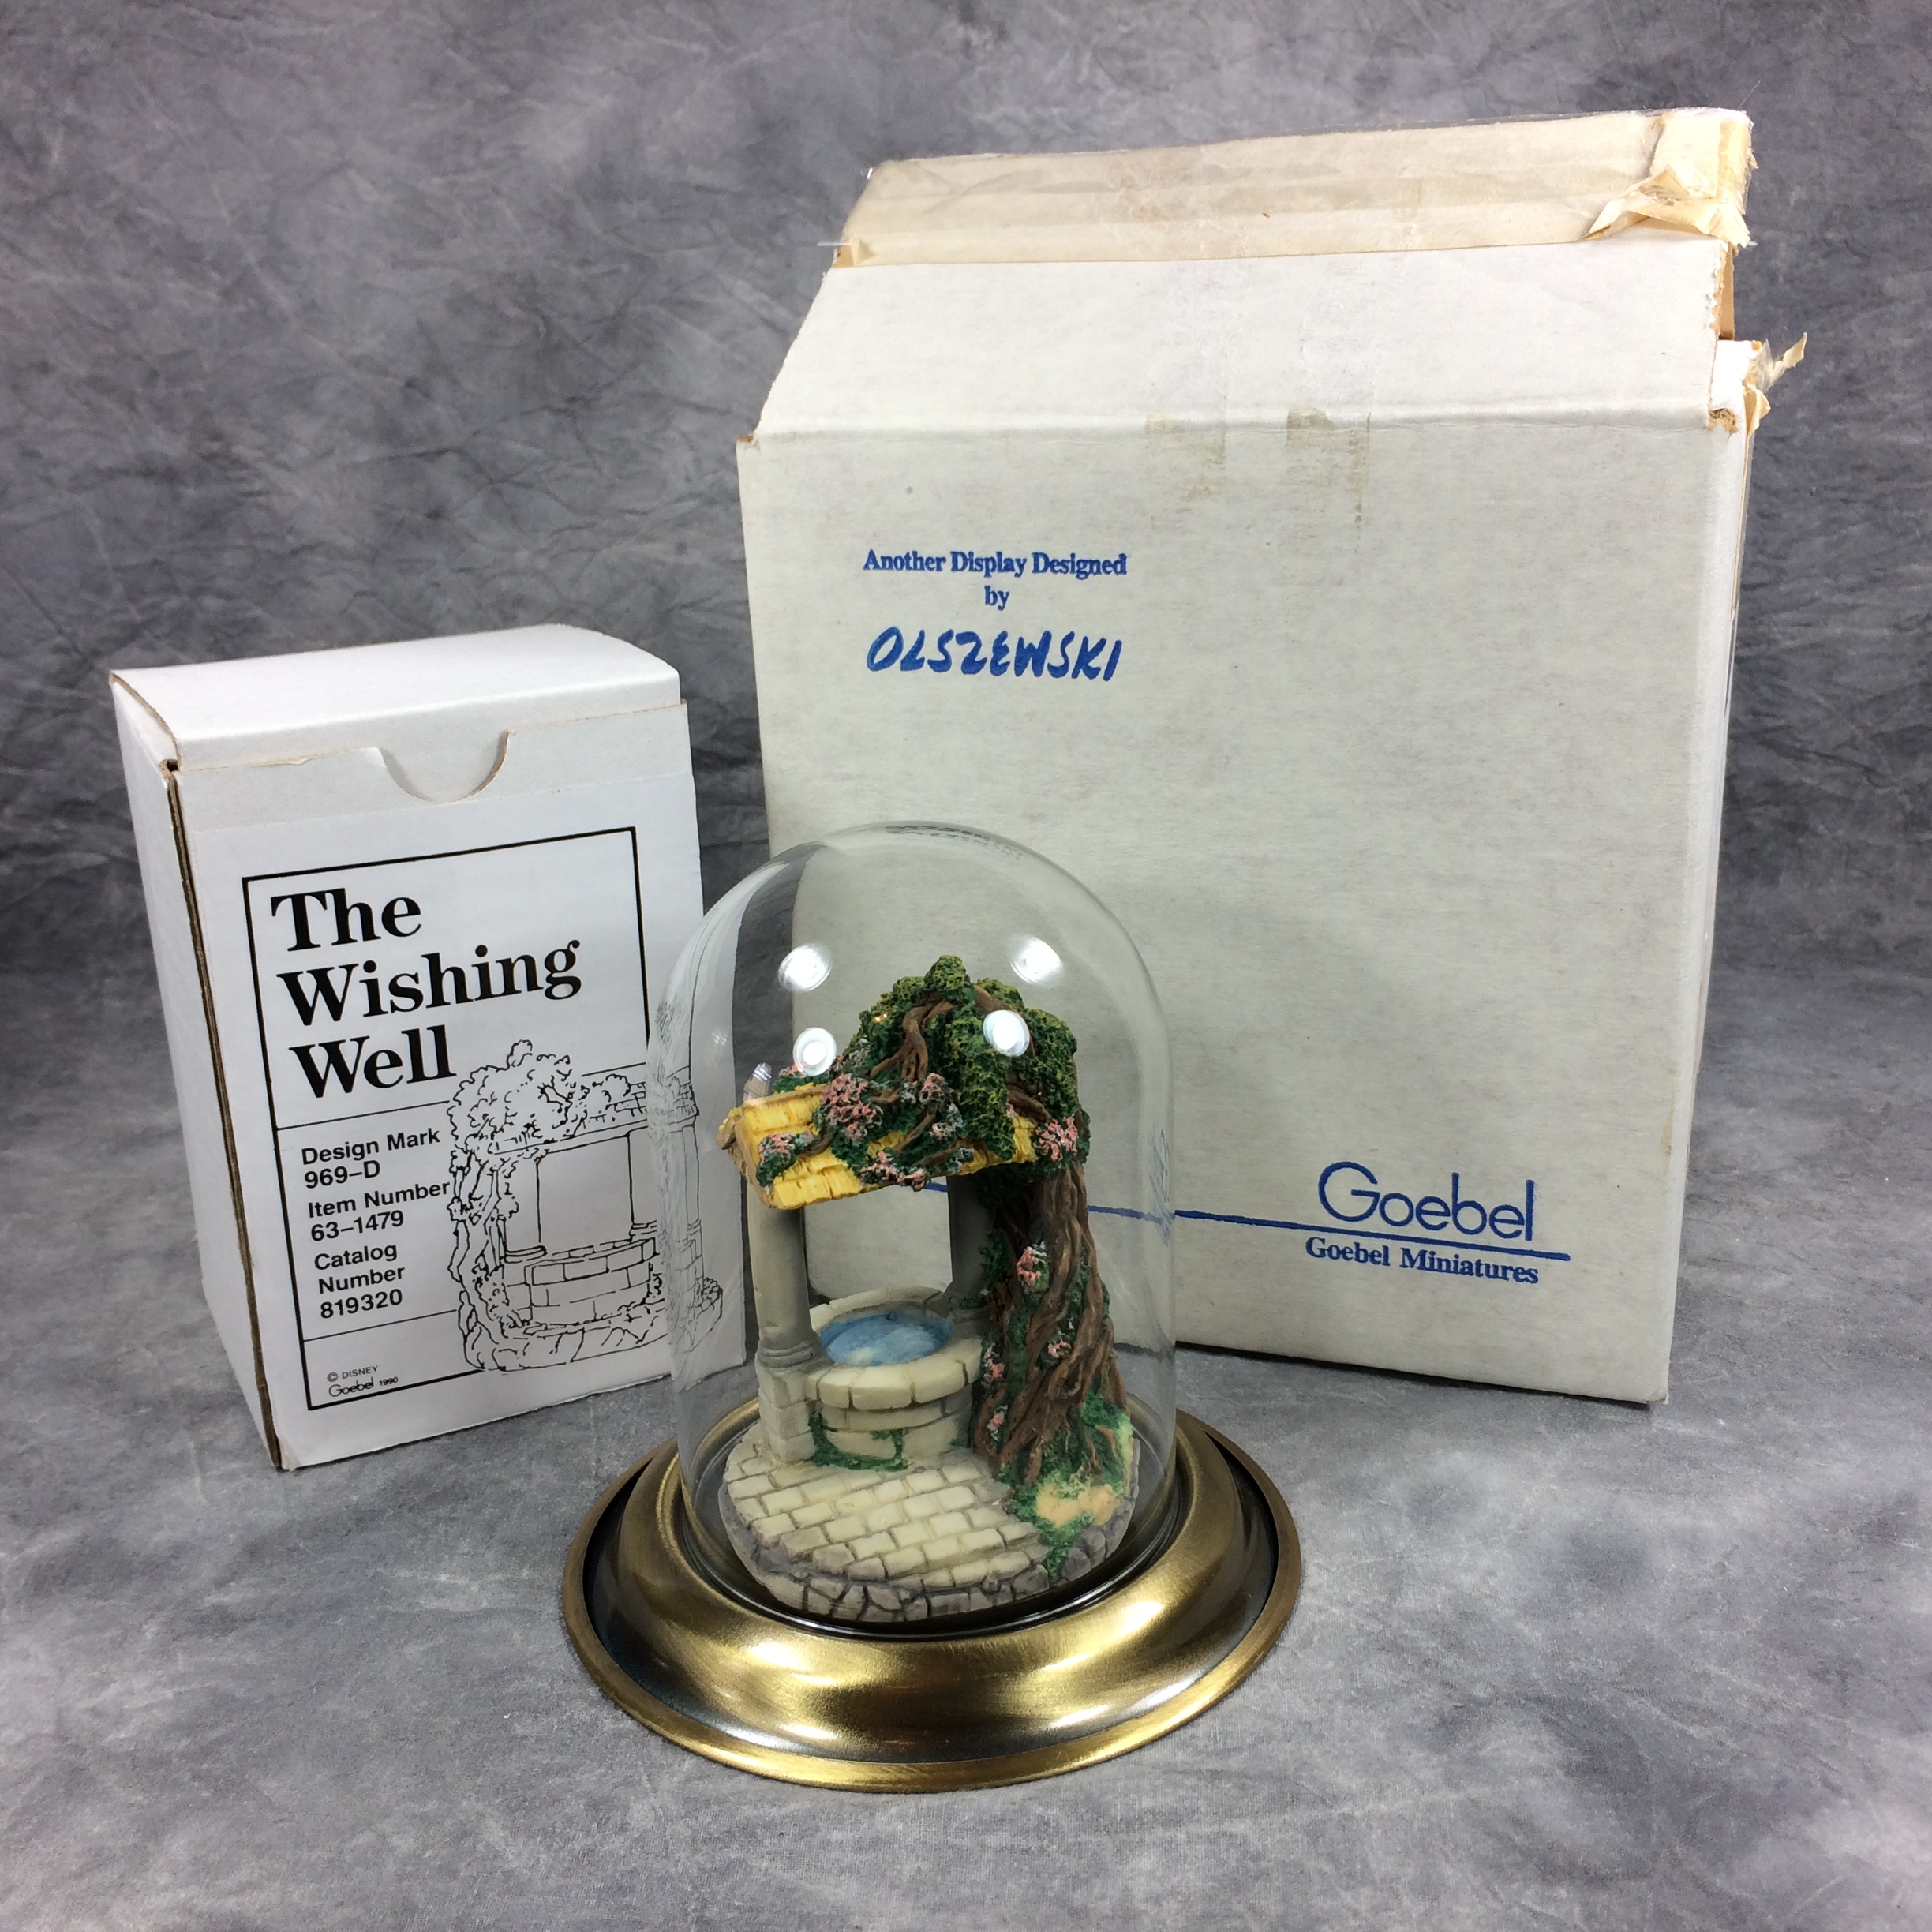 Another Display Designed
by
OLSZEWSKI
The
Wishing
Well
Design Mark
969-D
Item Number
63-1479
Catalog
Number
819320
© DISNEY
Goebel 1990
Goebel
Goebel Miniatures